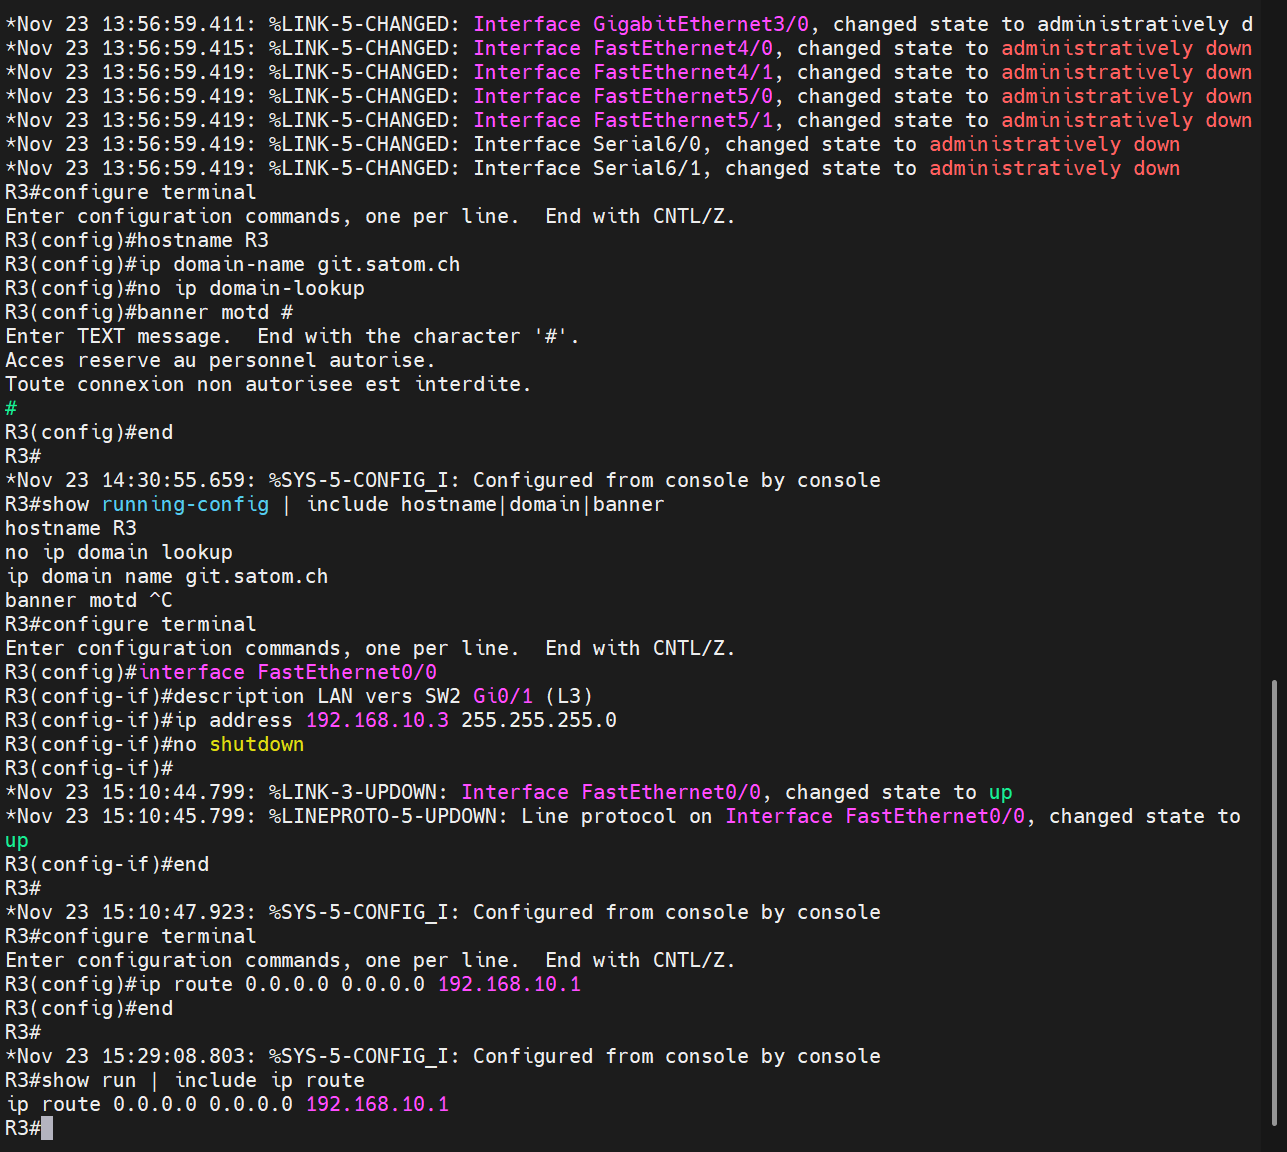 *Nov 23 13:56:59.411: %LINK-5-CHANGED: Interface GigabitEthernet3/0, changed state to administratively d
*Nov 23 13:56:59.415: %LINK-5-CHANGED: Interface FastEthernet4/0, changed state to administratively down
*Nov 23 13:56:59.419: %LINK-5-CHANGED: Interface FastEthernet4/1, changed state to administratively down
*Nov 23 13:56:59.419: %LINK-5-CHANGED: Interface FastEthernet5/0, changed state to administratively down
*Nov 23 13:56:59.419: %LINK-5-CHANGED: Interface FastEthernet5/1, changed state to administratively down
*Nov 23 13:56:59.419: %LINK-5-CHANGED: Interface Serial6/0, changed state to administratively down
*Nov 23 13:56:59.419: %LINK-5-CHANGED: Interface Serial6/1, changed state to administratively down
R3#configure terminal
Enter configuration commands, one per line.  End with CNTL/Z.
R3(config)#hostname R3
R3(config)#ip domain-name git.satom.ch
R3(config)#no ip domain-lookup
R3(config)#banner motd #
Enter TEXT message.  End with the character '#'.
Acces reserve au personnel autorise.
Toute connexion non autorisee est interdite.
#
R3(config)#end
R3#
*Nov 23 14:30:55.659: %SYS-5-CONFIG_I: Configured from console by console
R3#show running-config | include hostname|domain|banner
hostname R3
no ip domain lookup
ip domain name git.satom.ch
banner motd ^C
R3#configure terminal
Enter configuration commands, one per line.  End with CNTL/Z.
R3(config)#interface FastEthernet0/0
R3(config-if)#description LAN vers SW2 Gi0/1 (L3)
R3(config-if)#ip address 192.168.10.3 255.255.255.0
R3(config-if)#no shutdown
R3(config-if)#
*Nov 23 15:10:44.799: %LINK-3-UPDOWN: Interface FastEthernet0/0, changed state to up
*Nov 23 15:10:45.799: %LINEPROTO-5-UPDOWN: Line protocol on Interface FastEthernet0/0, changed state to
up
R3(config-if)#end
R3#
*Nov 23 15:10:47.923: %SYS-5-CONFIG_I: Configured from console by console
R3#configure terminal
Enter configuration commands, one per line.  End with CNTL/Z.
R3(config)#ip route 0.0.0.0 0.0.0.0 192.168.10.1
R3(config)#end
R3#
*Nov 23 15:29:08.803: %SYS-5-CONFIG_I: Configured from console by console
R3#show run | include ip route
ip route 0.0.0.0 0.0.0.0 192.168.10.1
R3#